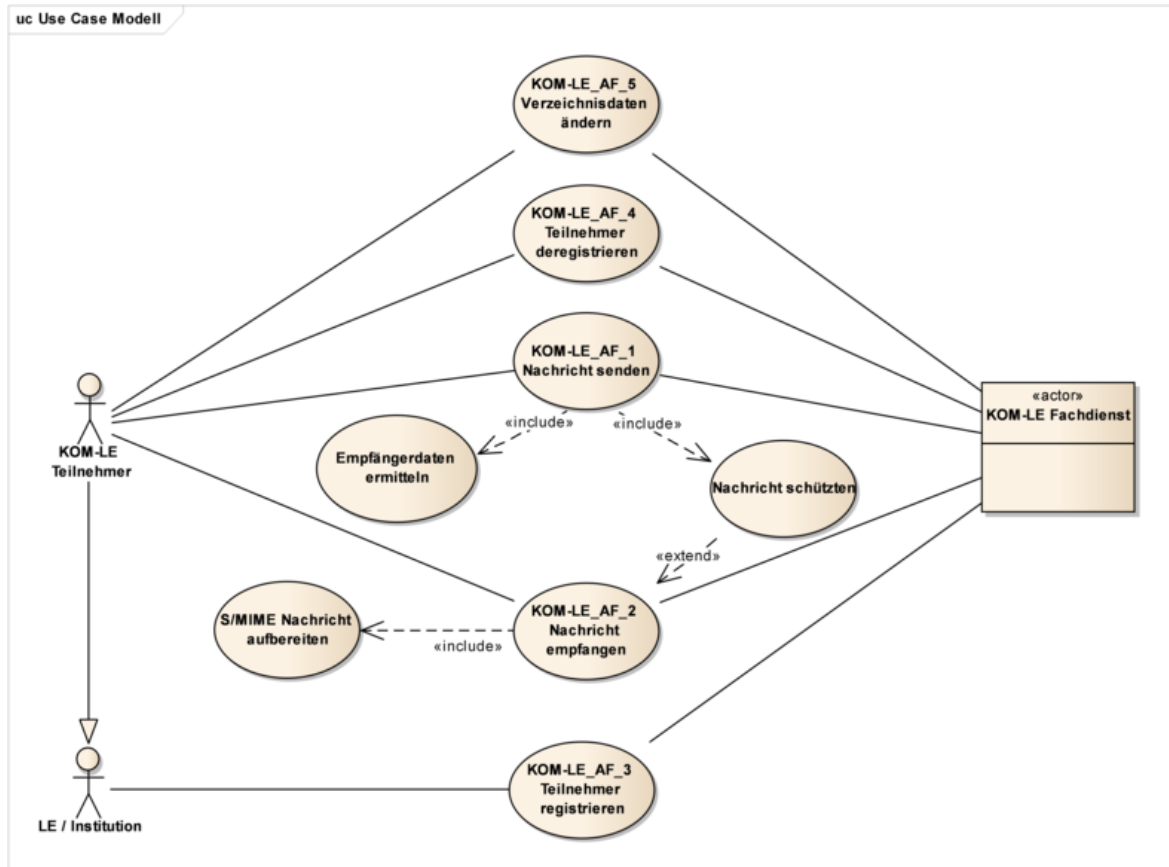 uc Use Case Modell
KOM-LE_AF_5
Verzeichnisdaten
ändern
KOM-LE_AF_4
Teilnehmer
deregistrieren
KOM-LE_AF_1
Nachricht senden
«actor»
KOM-LE Fachdienst
«include»
«include»
KOM-LE
Teilnehmer
Empfängerdaten
ermitteln
Nachricht schützten
«extend»
S/MIME Nachricht
aufbereiten
«include»
KOM-LE_AF_2
Nachricht
empfangen
KOM-LE_AF_3
Teilnehmer
registrieren
LE / Institution